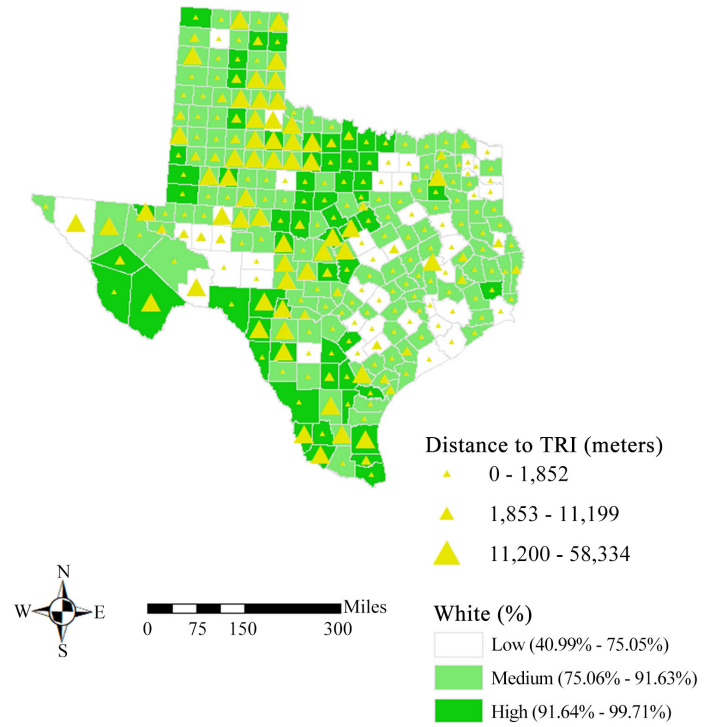 Distance to TRI (meters)
0 - 1,852
1,853 - 11,199
11,200 - 58,334
N
W E
S
Miles
0 75 150 300
White (%)
Low (40.99% - 75.05%)
Medium (75.06% - 91.63%)
High (91.64% - 99.71%)